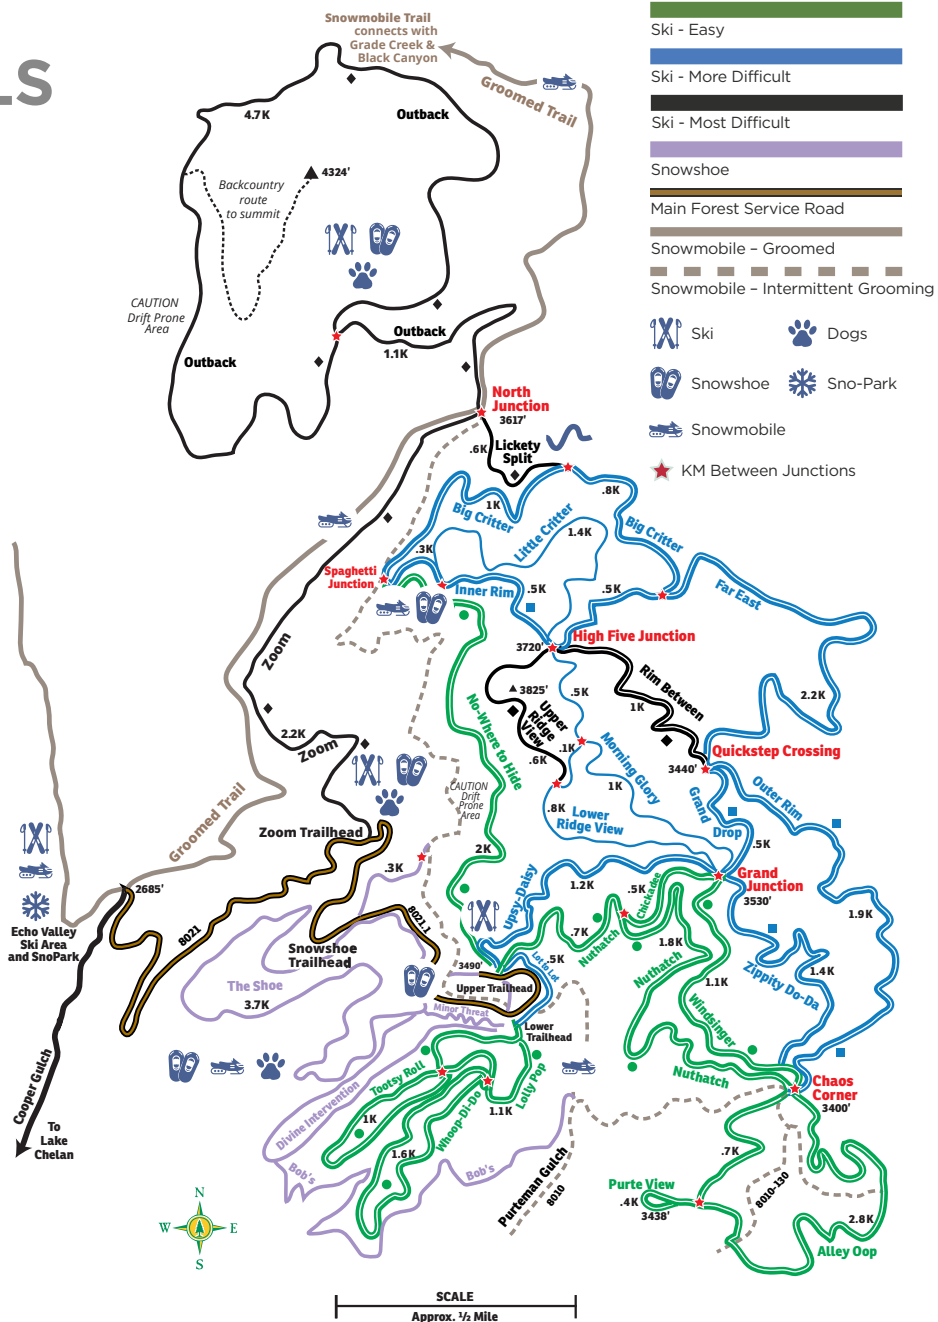 LS
Snowmobile Trail
connects with
Grade Creek &
Black Canyon
Groomed Trail
Ski - Easy
Ski - More Difficult
Ski - Most Difficult
Snowshoe
Main Forest Service Road
Snowmobile – Groomed
Snowmobile – Intermittent Grooming
Ski
Dogs
Snowshoe
Sno-Park
Snowmobile
KM Between Junctions
4.7K
Outback
4324'
Backcountry
route
to summit
CAUTION
Drift Prone
Area
Outback
Outback
1.1K
North
Junction
3617'
.6K
Lickety
Split
.8K
1K
Big Critter
Little Critter
1.4K
Big Critter
.3K
Spaghetti
Junction
Inner Rim
.5K
.5K
Far East
High Five Junction
3720'
Zoom
3825'
Upper
Ridge
View
.5K
Rim Between
1K
2.2K
No-Where to Hide
.1K
.6K
Morning Glory
1K
Quickstep Crossing
3440'
2.2K
Zoom
CAUTION
Drift
Prone
Area
.8K
Lower
Ridge View
Grand
Drop
Outer Rim
.5K
Groomed Trail
Zoom Trailhead
2K
.3K
Upsy-Daisy
1.2K
.5K
Chickadee
Grand
Junction
3530'
2685'
8021
8021.1
Echo Valley
Ski Area
and SnoPark
Snowshoe
Trailhead
.7K
Nuthatch
1.8K
1.9K
3490'
Lot to Lot
.5K
Nuthatch
1.1K
Zippity Do-Da
1.4K
The Shoe
3.7K
Upper Trailhead
Minor Threat
Windsinger
Lower
Trailhead
Cooper Gulch
Tootsy Roll
Nuthatch
Chaos
Corner
3400'
Divine Intervention
1K
Whoop-Di-Do
1.1K
Lolly Pop
To
Lake
Chelan
1.6K
Bob's
Bob's
.7K
Purteman Gulch
8010
8010-130
Purte View
.4K
3438'
2.8K
Alley Oop
N
W
E
S
SCALE
Approx. ½ Mile